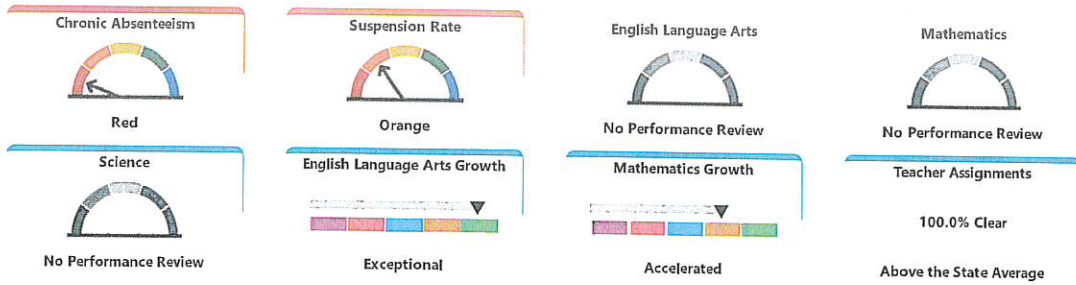 Chronic Absenteeism
Red
Suspension Rate
Orange
English Language Arts
No Performance Review
Mathematics
No Performance Review
Science
No Performance Review
English Language Arts Growth
Exceptional
Mathematics Growth
Accelerated
Teacher Assignments
100.0% Clear
Above the State Average